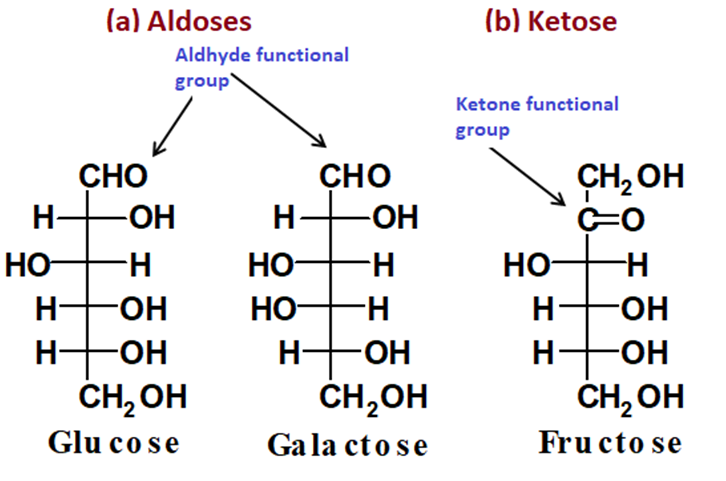 (a) Aldoses
Aldhyde functional
group
CHO
H OH
HO H
H OH
H OH
CH2OH
Glucose
CHO
H OH
HO H
HO H
H OH
CH2OH
Galactose
(b) Ketose
Ketone functional
group
CH2OH
C=O
HO H
H OH
H OH
CH2OH
Fructose